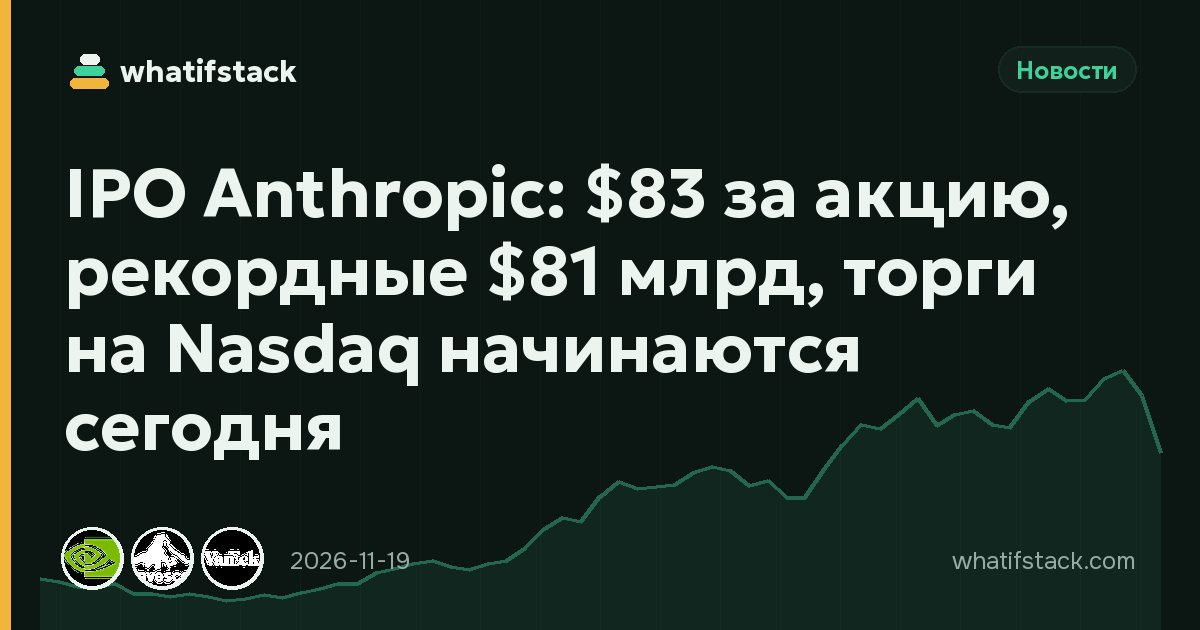 whatifstack
Новости
IPO Anthropic: $83 за акцию,
рекордные $81 млрд, торги
на Nasdaq начинаются
сегодня
VanEck
2026-11-19
whatifstack.com